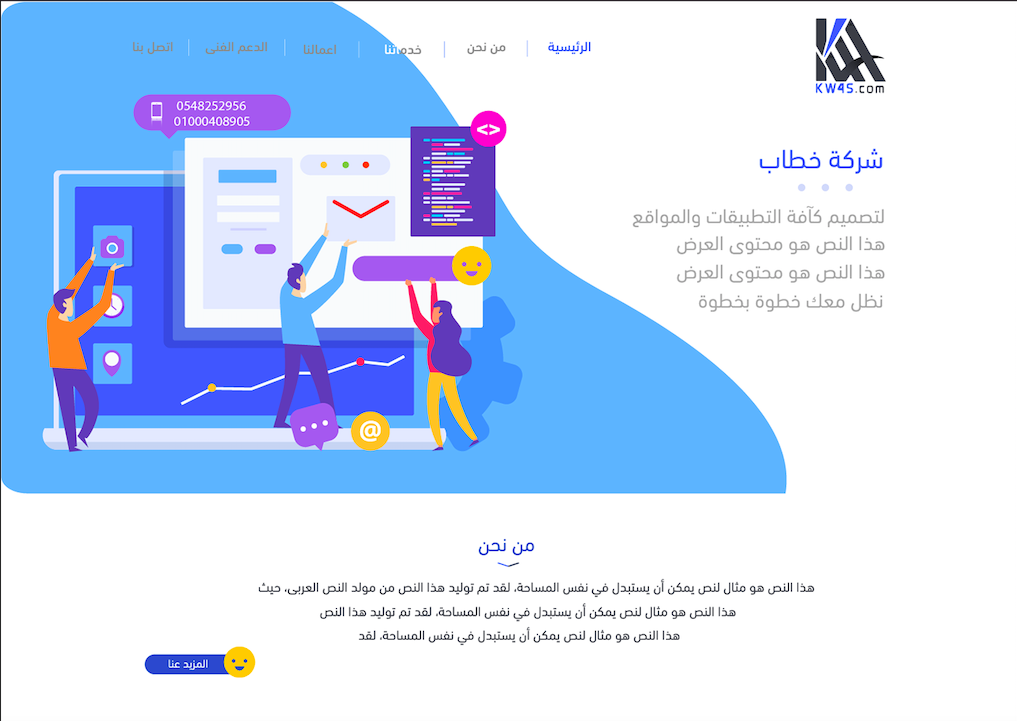 KW4S.com
الرئيسية
من نحن
خدماتنا
اعمالنا
الدعم الفنى
اتصل بنا
0548252956
01000408905
<>
شركة خطاب
لتصميم كآفة التطبيقات والمواقع
هذا النص هو محتوى العرض
هذا النص هو محتوى العرض
نظل معك خطوة بخطوة
@
من نحن
هذا النص هو مثال لنص يمكن أن يستبدل في نفس المساحة، لقد تم توليد هذا النص من مولد النص العربى، حيث
هذا النص هو مثال لنص يمكن أن يستبدل في نفس المساحة، لقد تم توليد هذا النص
هذا النص هو مثال لنص يمكن أن يستبدل في نفس المساحة، لقد
المزيد عنا